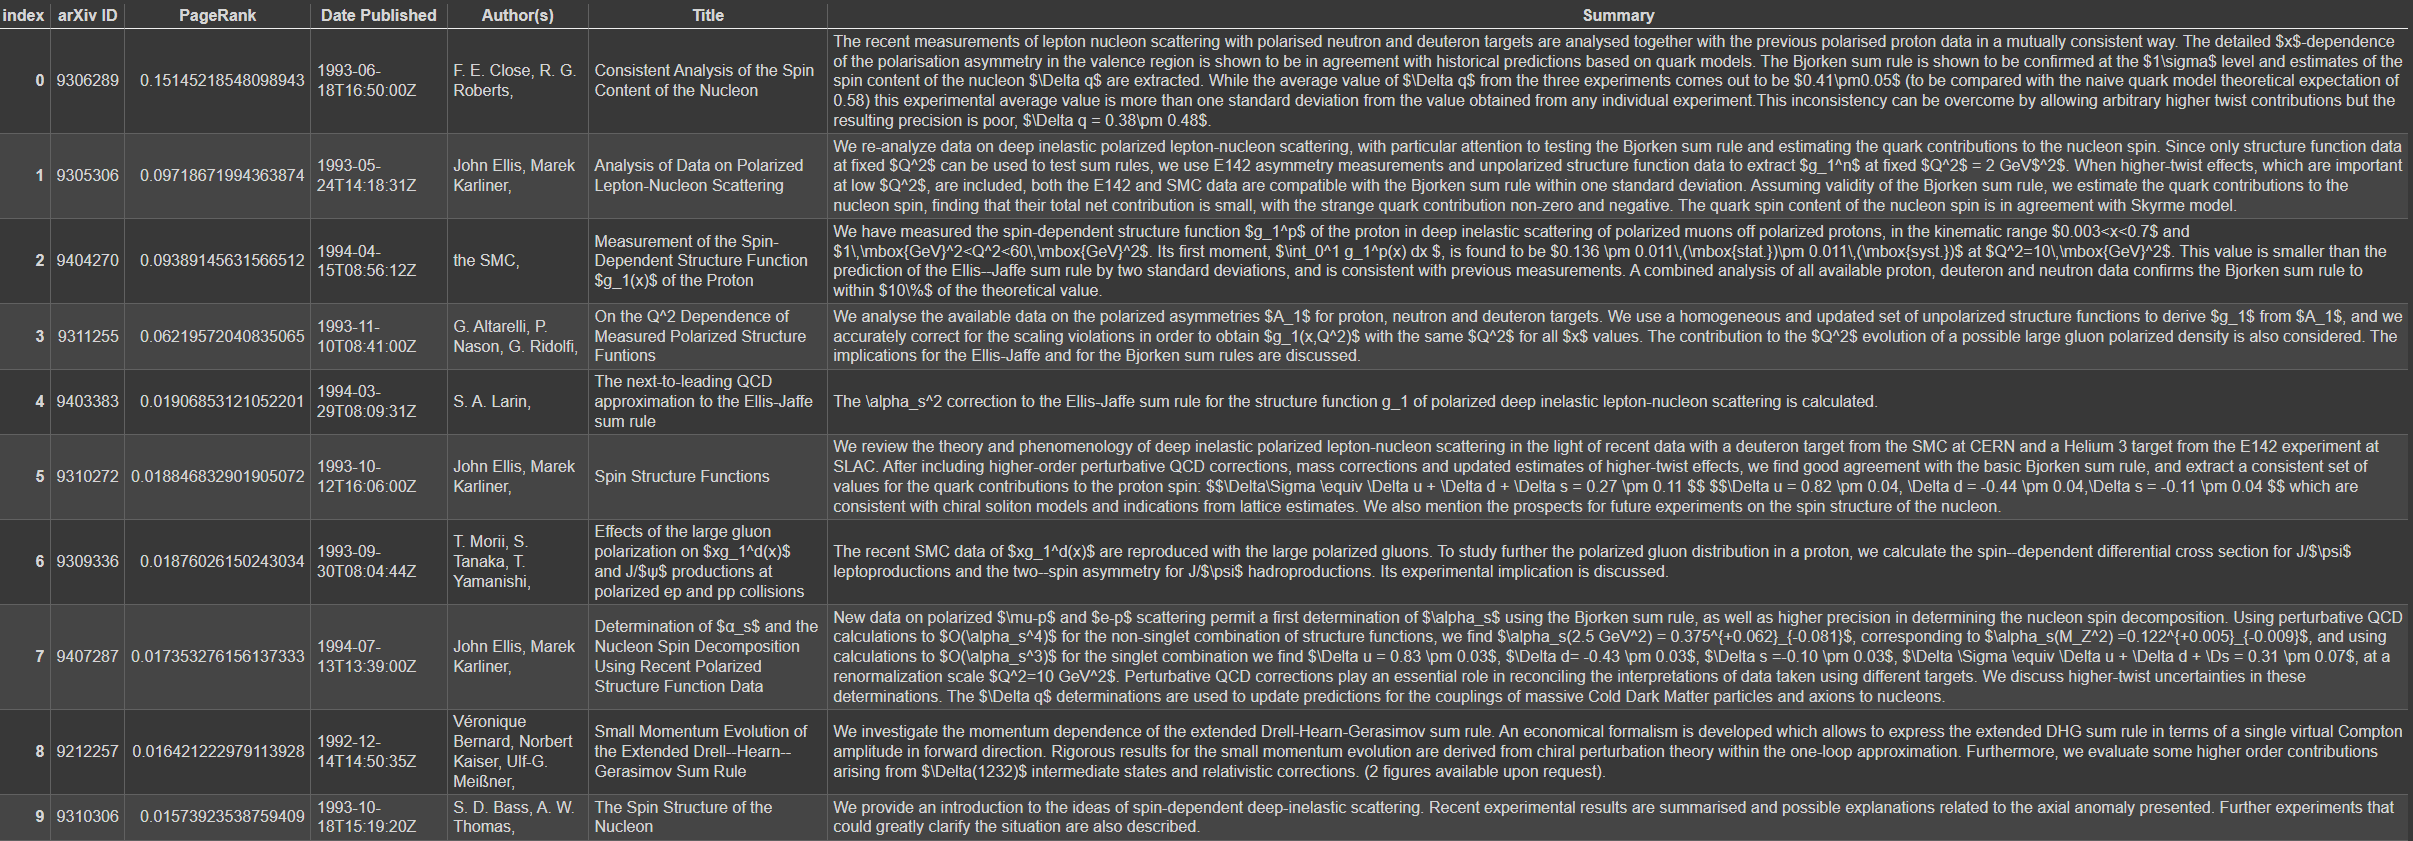 index arXiv ID PageRank Date Published Author(s) Title Summary
0 9306289 0.15145218548098943 1993-06-
18T16:50:00Z F. E. Close, R. G.
Roberts, Consistent Analysis of the Spin
Content of the Nucleon
The recent measurements of lepton nucleon scattering with polarised neutron and deuteron targets are analysed together with the previous polarised proton data in a mutually consistent way. The detailed $x$-dependence
of the polarisation asymmetry in the valence region is shown to be in agreement with historical predictions based on quark models. The Bjorken sum rule is shown to be confirmed at the $1\sigma$ level and estimates of the
spin content of the nucleon $\Delta q$ are extracted. While the average value of $\Delta q$ from the three experiments comes out to be $0.41\pm0.05$ (to be compared with the naive quark model theoretical expectation of
0.58) this experimental average value is more than one standard deviation from the value obtained from any individual experiment.This inconsistency can be overcome by allowing arbitrary higher twist contributions but the
resulting precision is poor, $\Delta q = 0.38\pm 0.48$.
1 9305306 0.09718671994363874 1993-05-
24T14:18:31Z John Ellis, Marek
Karliner, Analysis of Data on Polarized
Lepton-Nucleon Scattering
We re-analyze data on deep inelastic polarized lepton-nucleon scattering, with particular attention to testing the Bjorken sum rule and estimating the quark contributions to the nucleon spin. Since only structure function data
at fixed $Q^2$ can be used to test sum rules, we use E142 asymmetry measurements and unpolarized structure function data to extract $g_1^n$ at fixed $Q^2$ = 2 GeV$^2$. When higher-twist effects, which are important
at low $Q^2$, are included, both the E142 and SMC data are compatible with the Bjorken sum rule within one standard deviation. Assuming validity of the Bjorken sum rule, we estimate the quark contributions to the
nucleon spin, finding that their total net contribution is small, with the strange quark contribution non-zero and negative. The quark spin content of the nucleon spin is in agreement with Skyrme model.
2 9404270 0.09389145631566512 1994-04-
15T08:56:12Z the SMC, Measurement of the Spin-
Dependent Structure Function
$g_1(x)$ of the Proton
We have measured the spin-dependent structure function $g_1^p$ of the proton in deep inelastic scattering of polarized muons off polarized protons, in the kinematic range $0.003<x<0.7$ and
$1\,\mbox{GeV}^2<Q^2<60\,\mbox{GeV}^2$. Its first moment, $\int_0^1 g_1^p(x) dx $, is found to be $0.136 \pm 0.011\,(\mbox{stat.})\pm 0.011\,(\mbox{syst.})$ at $Q^2=10\,\mbox{GeV}^2$. This value is smaller than the
prediction of the Ellis--Jaffe sum rule by two standard deviations, and is consistent with previous measurements. A combined analysis of all available proton, deuteron and neutron data confirms the Bjorken sum rule to
within $10\%$ of the theoretical value.
3 9311255 0.06219572040835065 1993-11-
10T08:41:00Z G. Altarelli, P.
Nason, G. Ridolfi, On the Q^2 Dependence of
Measured Polarized Structure
Funtions
We analyse the available data on the polarized asymmetries $A_1$ for proton, neutron and deuteron targets. We use a homogeneous and updated set of unpolarized structure functions to derive $g_1$ from $A_1$, and we
accurately correct for the scaling violations in order to obtain $g_1(x,Q^2)$ with the same $Q^2$ for all $x$ values. The contribution to the $Q^2$ evolution of a possible large gluon polarized density is also considered. The
implications for the Ellis-Jaffe and for the Bjorken sum rules are discussed.
4 9403383 0.01906853121052201 1994-03-
29T08:09:31Z S. A. Larin, The next-to-leading QCD
approximation to the Ellis-Jaffe
sum rule
The \alpha_s^2 correction to the Ellis-Jaffe sum rule for the structure function g_1 of polarized deep inelastic lepton-nucleon scattering is calculated.
5 9310272 0.018846832901905072 1993-10-
12T16:06:00Z John Ellis, Marek
Karliner, Spin Structure Functions
We review the theory and phenomenology of deep inelastic polarized lepton-nucleon scattering in the light of recent data with a deuteron target from the SMC at CERN and a Helium 3 target from the E142 experiment at
SLAC. After including higher-order perturbative QCD corrections, mass corrections and updated estimates of higher-twist effects, we find good agreement with the basic Bjorken sum rule, and extract a consistent set of
values for the quark contributions to the proton spin: $$\Delta\Sigma \equiv \Delta u + \Delta d + \Delta s = 0.27 \pm 0.11 $$ $$\Delta u = 0.82 \pm 0.04, \Delta d = -0.44 \pm 0.04,\Delta s = -0.11 \pm 0.04 $$ which are
consistent with chiral soliton models and indications from lattice estimates. We also mention the prospects for future experiments on the spin structure of the nucleon.
6 9309336 0.01876026150243034 1993-09-
30T08:04:44Z T. Morii, S.
Tanaka, T.
Yamanishi, Effects of the large gluon
polarization on $xg_1^d(x)$
and J/$ψ$ productions at
polarized ep and pp collisions
The recent SMC data of $xg_1^d(x)$ are reproduced with the large polarized gluons. To study further the polarized gluon distribution in a proton, we calculate the spin--dependent differential cross section for J/$\psi$
leptoproductions and the two--spin asymmetry for J/$\psi$ hadroproductions. Its experimental implication is discussed.
7 9407287 0.017353276156137333 1994-07-
13T13:39:00Z John Ellis, Marek
Karliner, Determination of $α_s$ and the
Nucleon Spin Decomposition
Using Recent Polarized
Structure Function Data
New data on polarized $\mu-p$ and $e-p$ scattering permit a first determination of $\alpha_s$ using the Bjorken sum rule, as well as higher precision in determining the nucleon spin decomposition. Using perturbative QCD
calculations to $O(\alpha_s^4)$ for the non-singlet combination of structure functions, we find $\alpha_s(2.5 GeV^2) = 0.375^{+0.062}_{-0.081}$, corresponding to $\alpha_s(M_Z^2) =0.122^{+0.005}_{-0.009}$, and using
calculations to $O(\alpha_s^3)$ for the singlet combination we find $\Delta u = 0.83 \pm 0.03$, $\Delta d= -0.43 \pm 0.03$, $\Delta s =-0.10 \pm 0.03$, $\Delta \Sigma \equiv \Delta u + \Delta d + \Ds = 0.31 \pm 0.07$, at a
renormalization scale $Q^2=10 GeV^2$. Perturbative QCD corrections play an essential role in reconciling the interpretations of data taken using different targets. We discuss higher-twist uncertainties in these
determinations. The $\Delta q$ determinations are used to update predictions for the couplings of massive Cold Dark Matter particles and axions to nucleons.
8 9212257 0.016421222979113928 1992-12-
14T14:50:35Z Véronique
Bernard, Norbert
Kaiser, Ulf-G.
Meißner, Small Momentum Evolution of
the Extended Drell--Hearn--
Gerasimov Sum Rule
We investigate the momentum dependence of the extended Drell-Hearn-Gerasimov sum rule. An economical formalism is developed which allows to express the extended DHG sum rule in terms of a single virtual Compton
amplitude in forward direction. Rigorous results for the small momentum evolution are derived from chiral perturbation theory within the one-loop approximation. Furthermore, we evaluate some higher order contributions
arising from $\Delta(1232)$ intermediate states and relativistic corrections. (2 figures available upon request).
9 9310306 0.01573923538759409 1993-10-
18T15:19:20Z S. D. Bass, A. W.
Thomas, The Spin Structure of the
Nucleon
We provide an introduction to the ideas of spin-dependent deep-inelastic scattering. Recent experimental results are summarised and possible explanations related to the axial anomaly presented. Further experiments that
could greatly clarify the situation are also described.